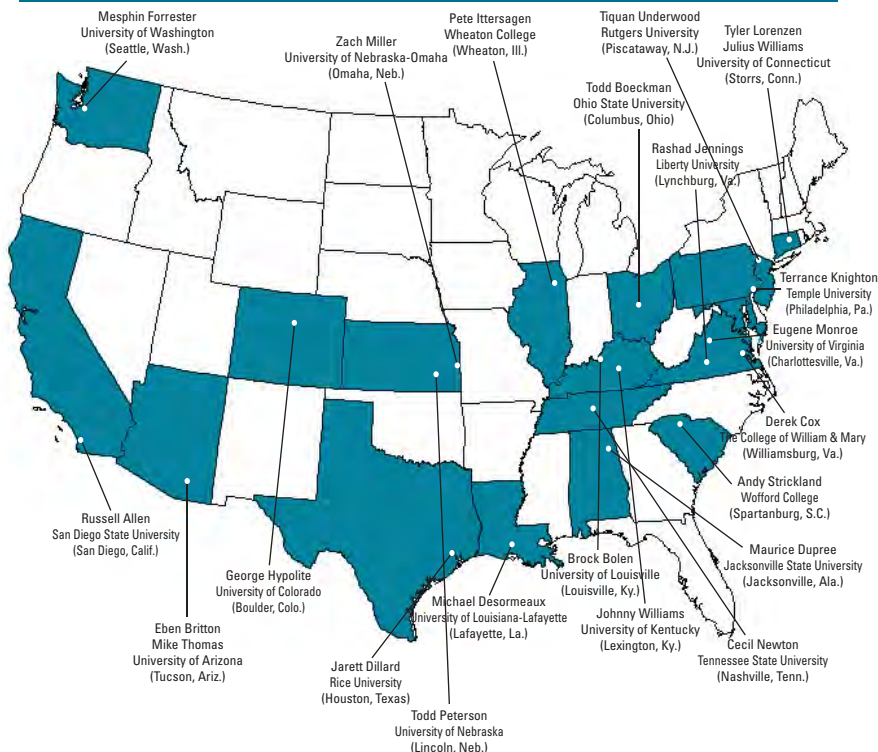 Mesphin Forrester
University of Washington
(Seattle, Wash.)
Zach Miller
University of Nebraska-Omaha
(Omaha, Neb.)
Pete Ittersagen
Wheaton College
(Wheaton, Ill.)
Tiquan Underwood
Rutgers University
(Piscataway, N.J.)
Tyler Lorenzen
Julius Williams
University of Connecticut
(Storrs, Conn.)
Todd Boeckman
Ohio State University
(Columbus, Ohio)
Rashad Jennings
Liberty University
(Lynchburg, Va.)
Terrance Knighton
Temple University
(Philadelphia, Pa.)
Eugene Monroe
University of Virginia
(Charlottesville, Va.)
Derek Cox
The College of William & Mary
(Williamsburg, Va.)
Andy Strickland
Wofford College
(Spartanburg, S.C.)
Maurice Dupree
Jacksonville State University
(Jacksonville, Ala.)
Cecil Newton
Tennessee State University
(Nashville, Tenn.)
Johnny Williams
University of Kentucky
(Lexington, Ky.)
Brock Bolen
University of Louisville
(Louisville, Ky.)
Michael Desormeaux
University of Louisiana-Lafayette
(Lafayette, La.)
Todd Peterson
University of Nebraska
(Lincoln, Neb.)
Jarett Dillard
Rice University
(Houston, Texas)
George Hypolite
University of Colorado
(Boulder, Colo.)
Eben Britton
Mike Thomas
University of Arizona
(Tucson, Ariz.)
Russell Allen
San Diego State University
(San Diego, Calif.)